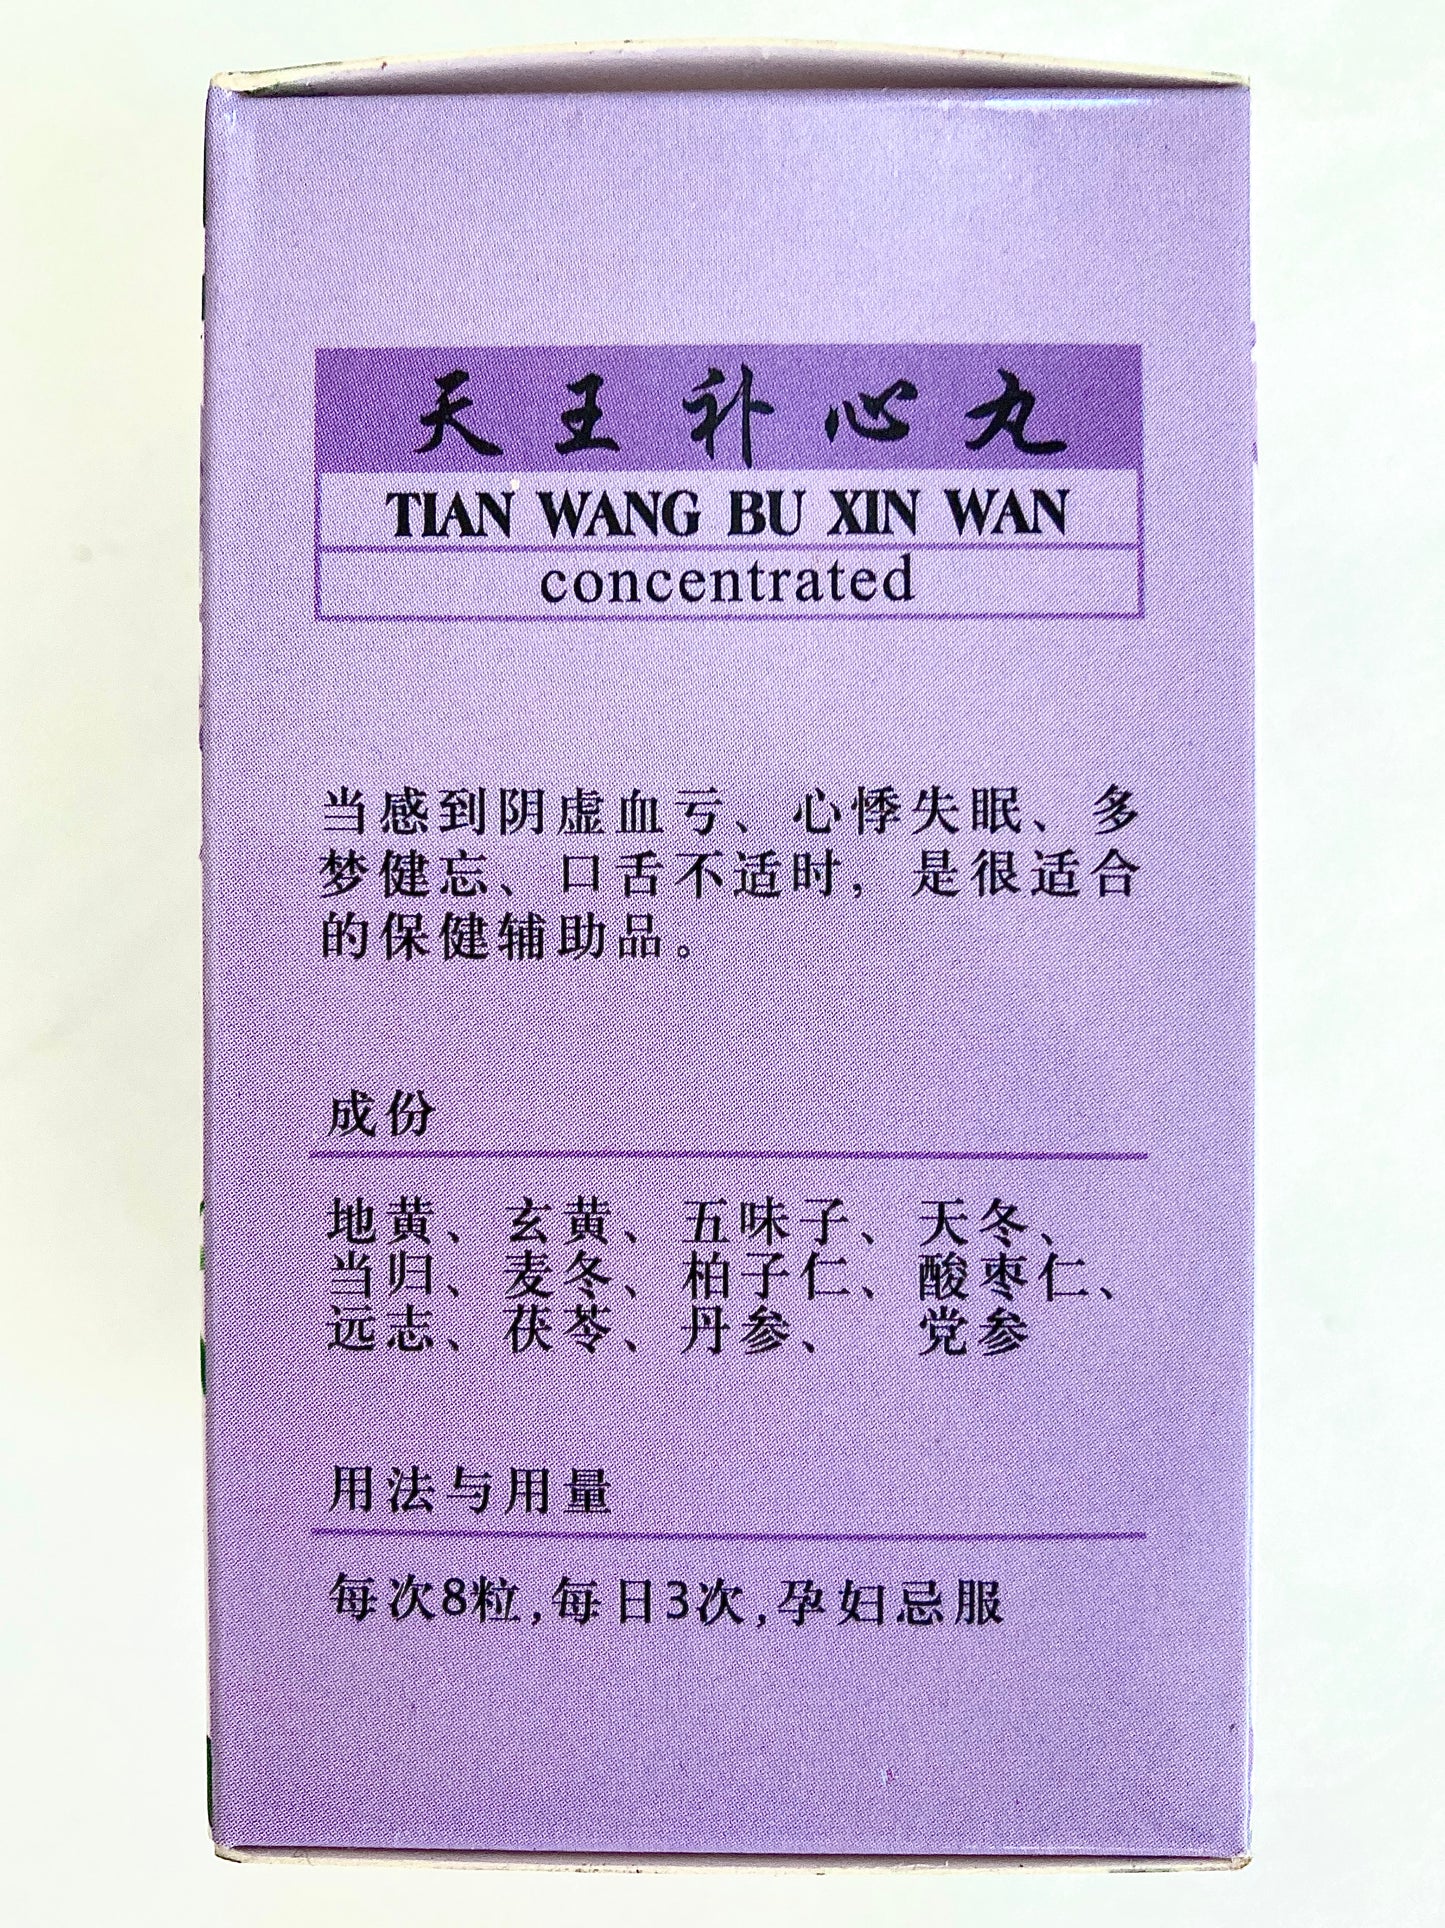 天王补心丸
TIAN WANG BU XIN WAN
concentrated
当感到阴虚血亏、心悸失眠、多
梦健忘、口舌不适时，是很适合
的保健辅助品。
成份
地黄、玄黄、五味子、天冬、
当归、麦冬、柏子仁、酸枣仁、
远志、茯苓、丹参、 党参
用法与用量
每次8粒,每日3次,孕妇忌服